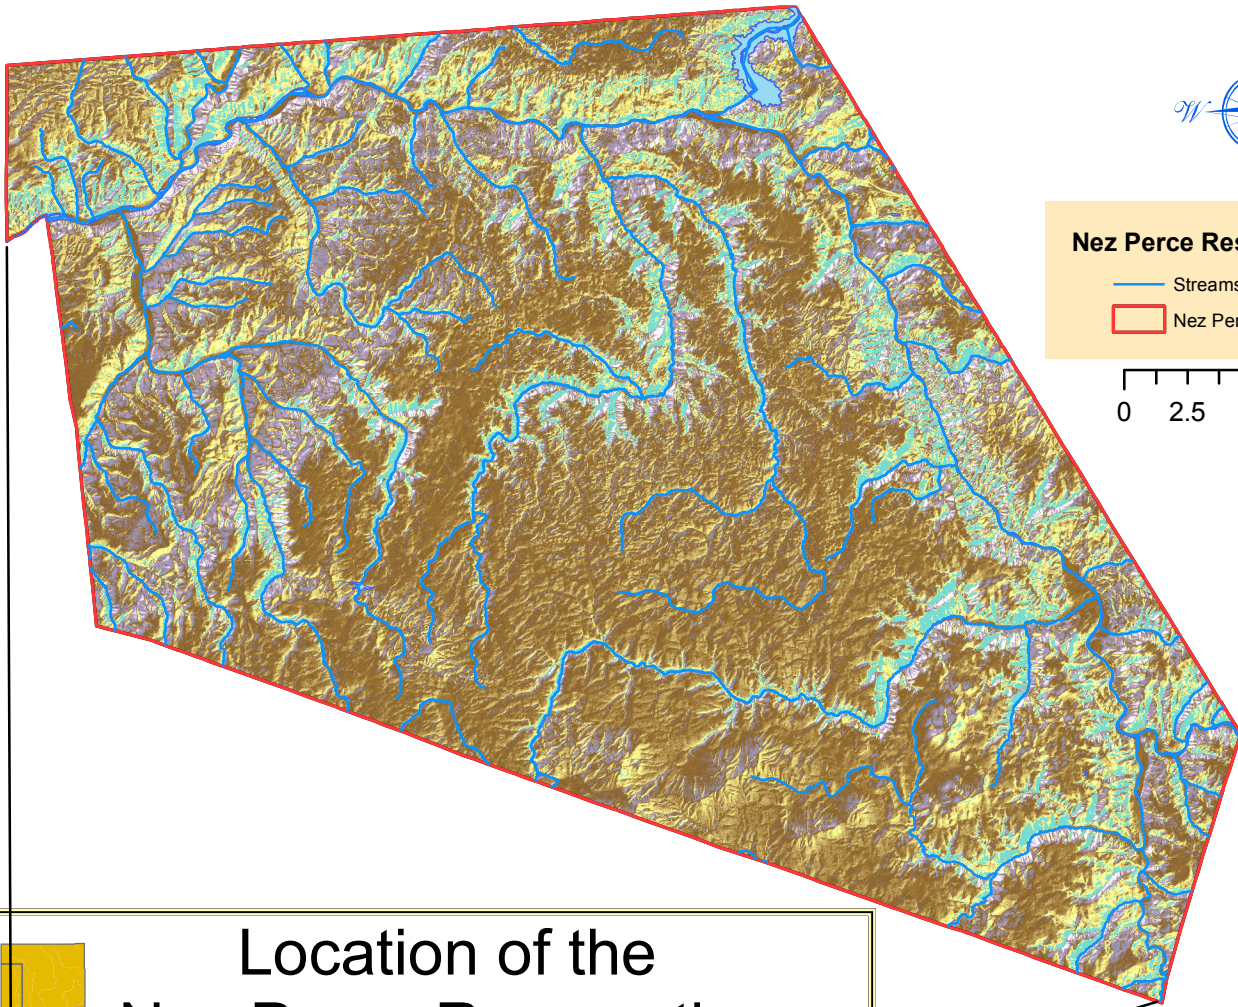 W
Nez Perce Res
Streams
Nez Per
0 2.5
Location of the